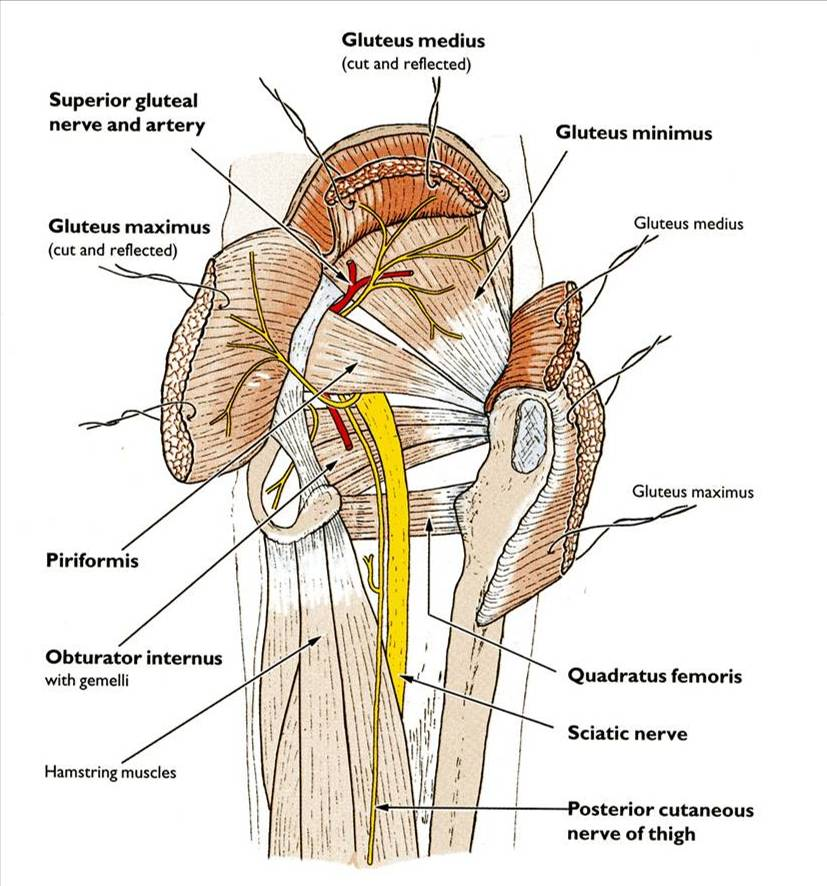 Gluteus medius
(cut and reflected)
Superior gluteal
nerve and artery
Gluteus minimus
Gluteus maximus
(cut and reflected)
Gluteus medius
Gluteus maximus
Piriformis
Obturator internus
with gemelli
Quadratus femoris
Sciatic nerve
Hamstring muscles
Posterior cutaneous
nerve of thigh